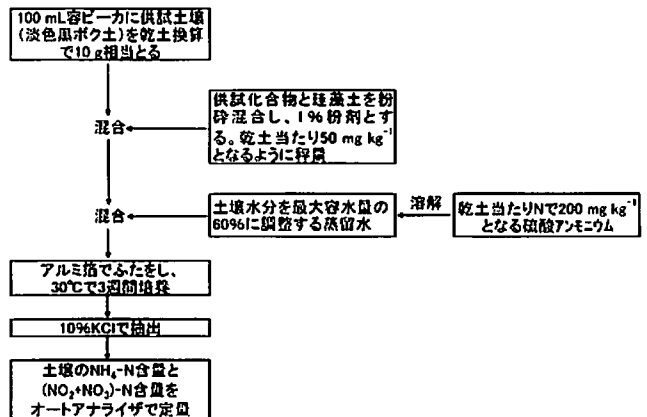 100 mL容ビーカに供試土壌
(淡色黒ボク土)を乾土換算
で10 g相当とる
混合
供試化合物と珪藻土を粉
砕混合し、1%粉剤とす
る。乾土当たり50 mg kg⁻¹
となるように秤量
混合
土壌水分を最大容水量の
60%に調整する蒸留水
溶解
乾土当たりNで200 mg kg⁻¹
となる硫酸アンモニウム
アルミ箔でふたをし、
30℃で3週間培養
10%KClで抽出
土壌のNH₄-N含量と
(NO₂+NO₃)-N含量を
オートアナライザで定量